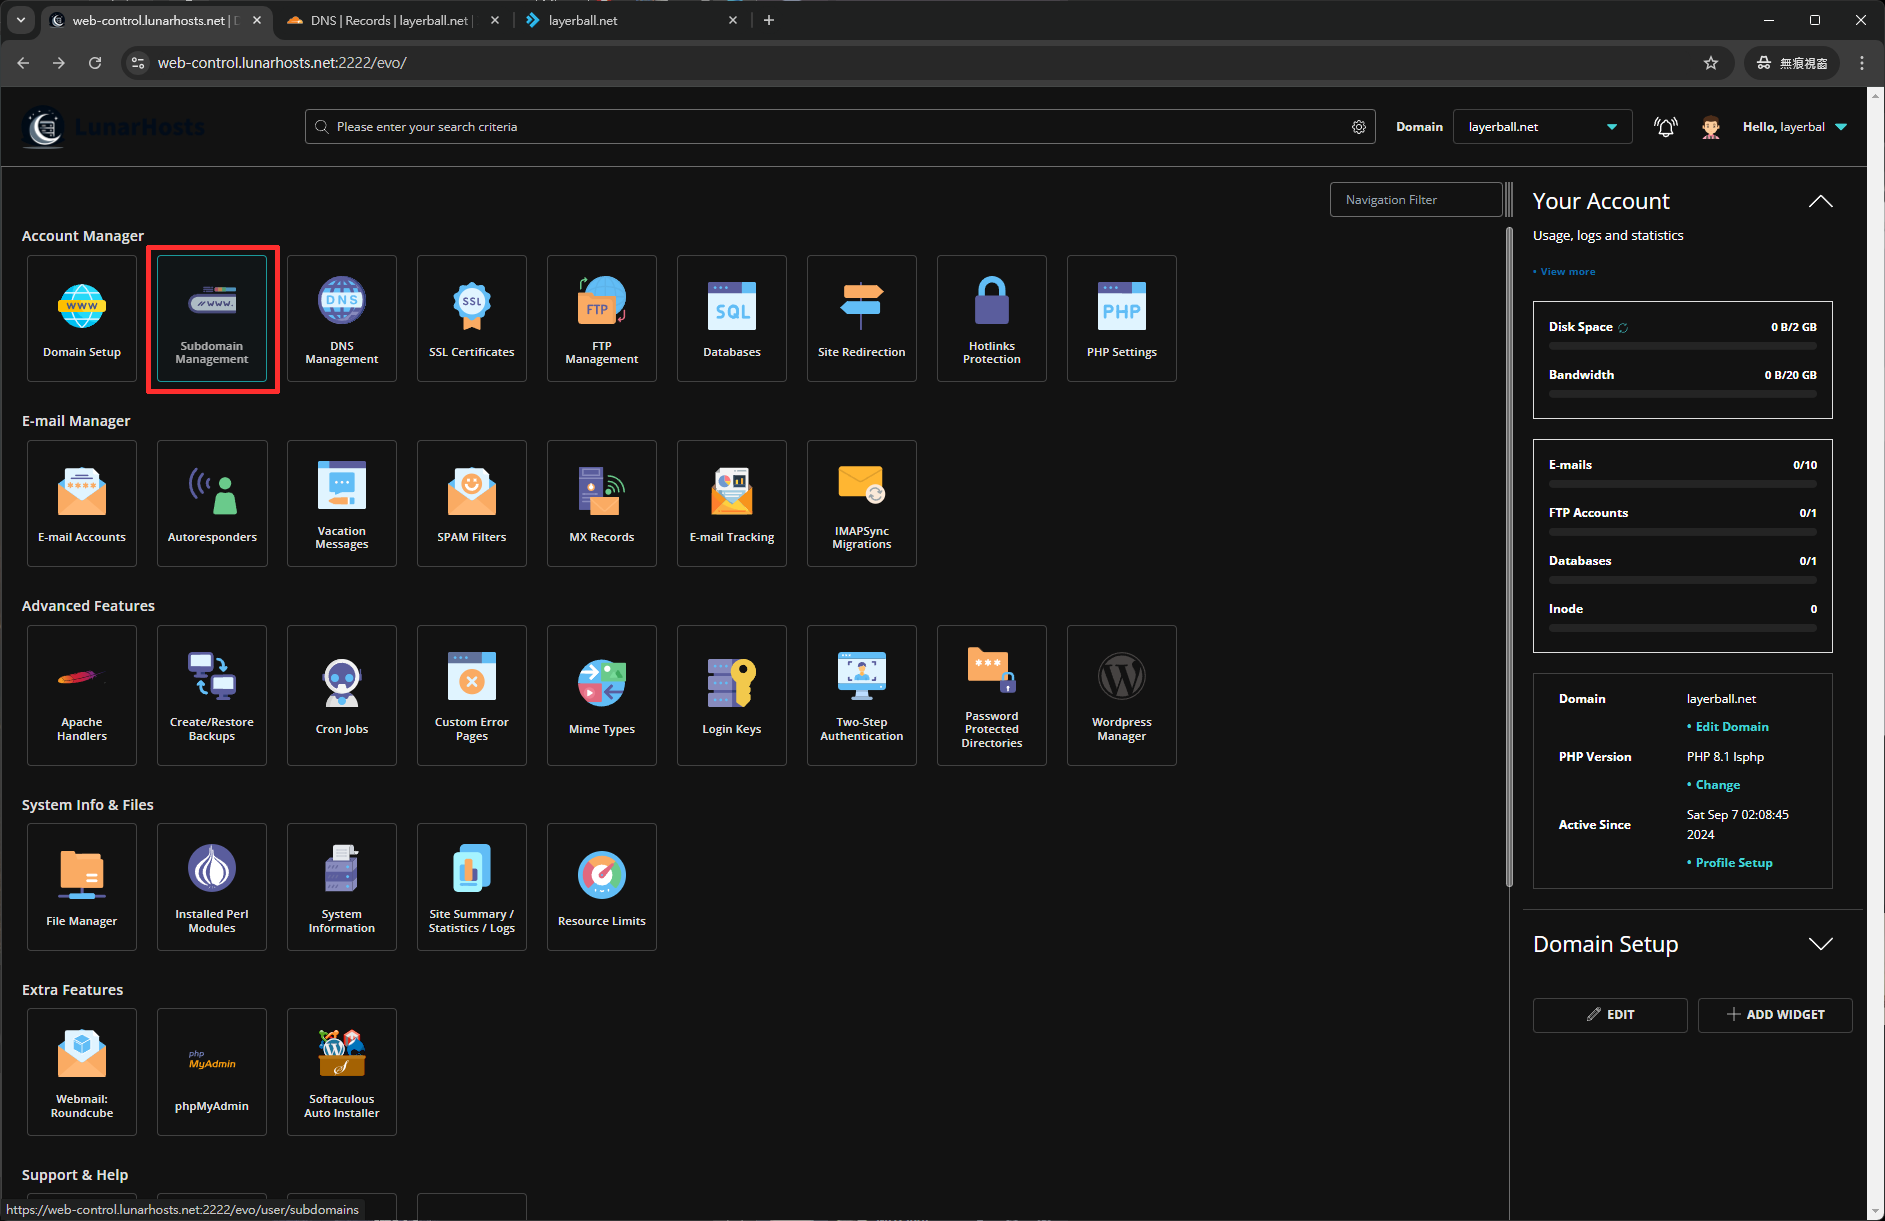 web-control.lunarhosts.net | D
DNS | Records | layerball.net |
layerball.net
web-control.lunarhosts.net:2222/evo/
無痕視窗
LunarHosts
Please enter your search criteria
Domain
layerball.net
Hello, layerbal
Navigation Filter
Account Manager
Domain Setup
Subdomain
Management
DNS
DNS
Management
SSL
SSL Certificates
FTP
FTP
Management
SQL
Databases
Site Redirection
Hotlinks
Protection
PHP
PHP Settings
www
//www.
E-mail Manager
E-mail Accounts
Autoresponders
Vacation
Messages
SPAM Filters
MX Records
E-mail Tracking
IMAPSync
Migrations
Advanced Features
Apache
Handlers
Create/Restore
Backups
Cron Jobs
Custom Error
Pages
Mime Types
Login Keys
Two-Step
Authentication
Password
Protected
Directories
Wordpress
Manager
System Info & Files
File Manager
Installed Perl
Modules
System
Information
Site Summary /
Statistics / Logs
Resource Limits
Extra Features
Webmail:
Roundcube
php
MyAdmin
phpMyAdmin
Softaculous
Auto Installer
Support & Help
https://web-control.lunarhosts.net:2222/evo/user/subdomains
Your Account
Usage, logs and statistics
• View more
Disk Space 0 B/2 GB
Bandwidth 0 B/20 GB
E-mails 0/10
FTP Accounts 0/1
Databases 0/1
Inode 0
Domain layerball.net
• Edit Domain
PHP Version PHP 8.1 lsphp
• Change
Active Since Sat Sep 7 02:08:45
2024
• Profile Setup
Domain Setup
EDIT
ADD WIDGET